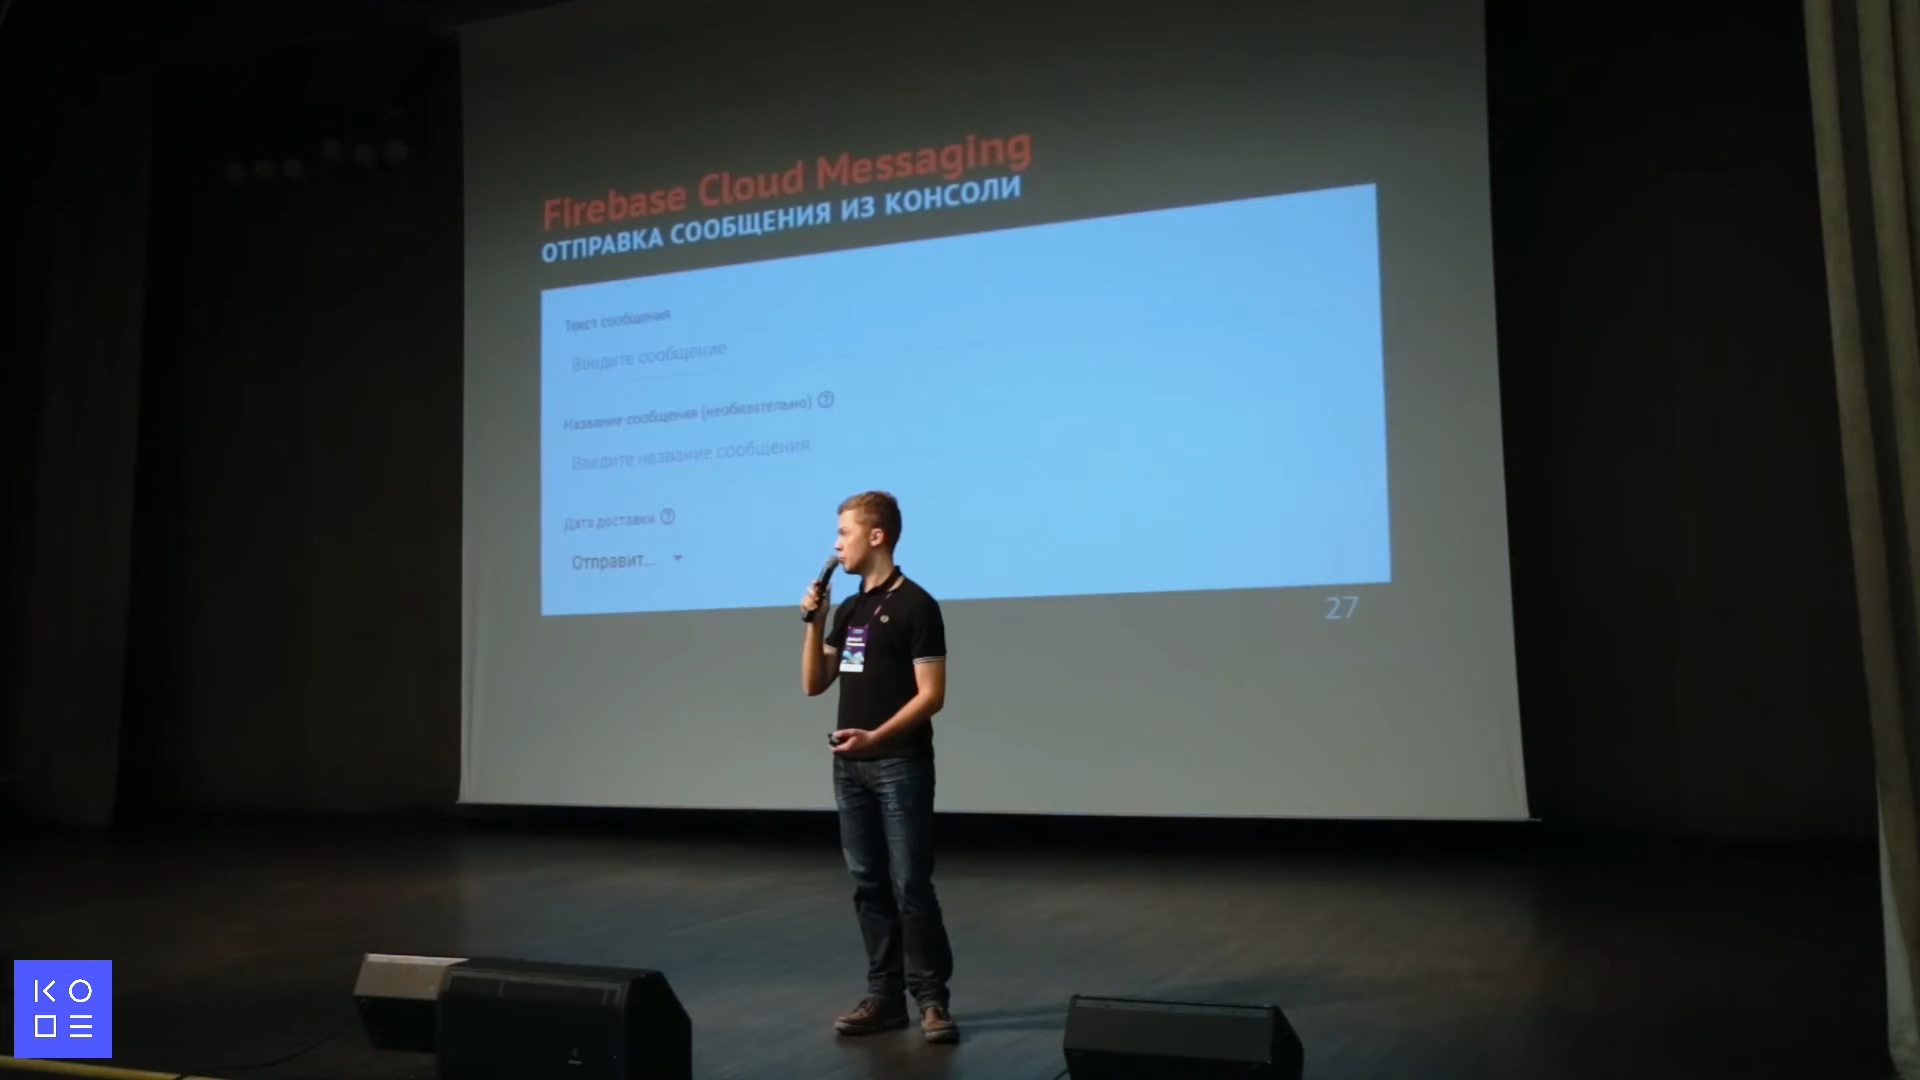 Firebase Cloud Messaging
ОТПРАВКА СООБЩЕНИЯ ИЗ КОНСОЛИ
Текст сообщения
Введите сообщение
Название сообщения (необязательно) ?
Введите название сообщения
Дата доставки ?
Отправит...
27
KODE